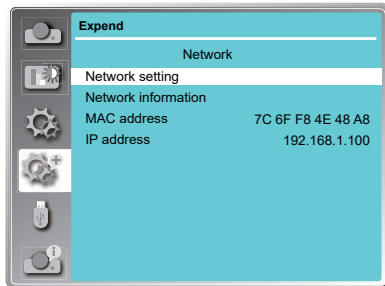 Expend
Network
Network setting
Network information
MAC address 7C 6F F8 4E 48 A8
IP address 192.168.1.100